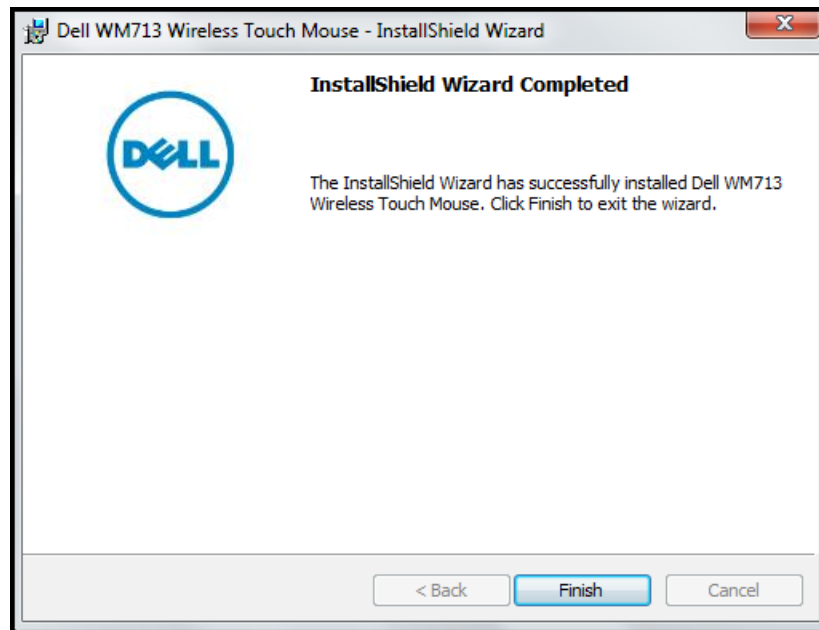 Dell WM713 Wireless Touch Mouse - InstallShield Wizard
X
InstallShield Wizard Completed
DELL
The InstallShield Wizard has successfully installed Dell WM713
Wireless Touch Mouse. Click Finish to exit the wizard.
< Back
Finish
Cancel